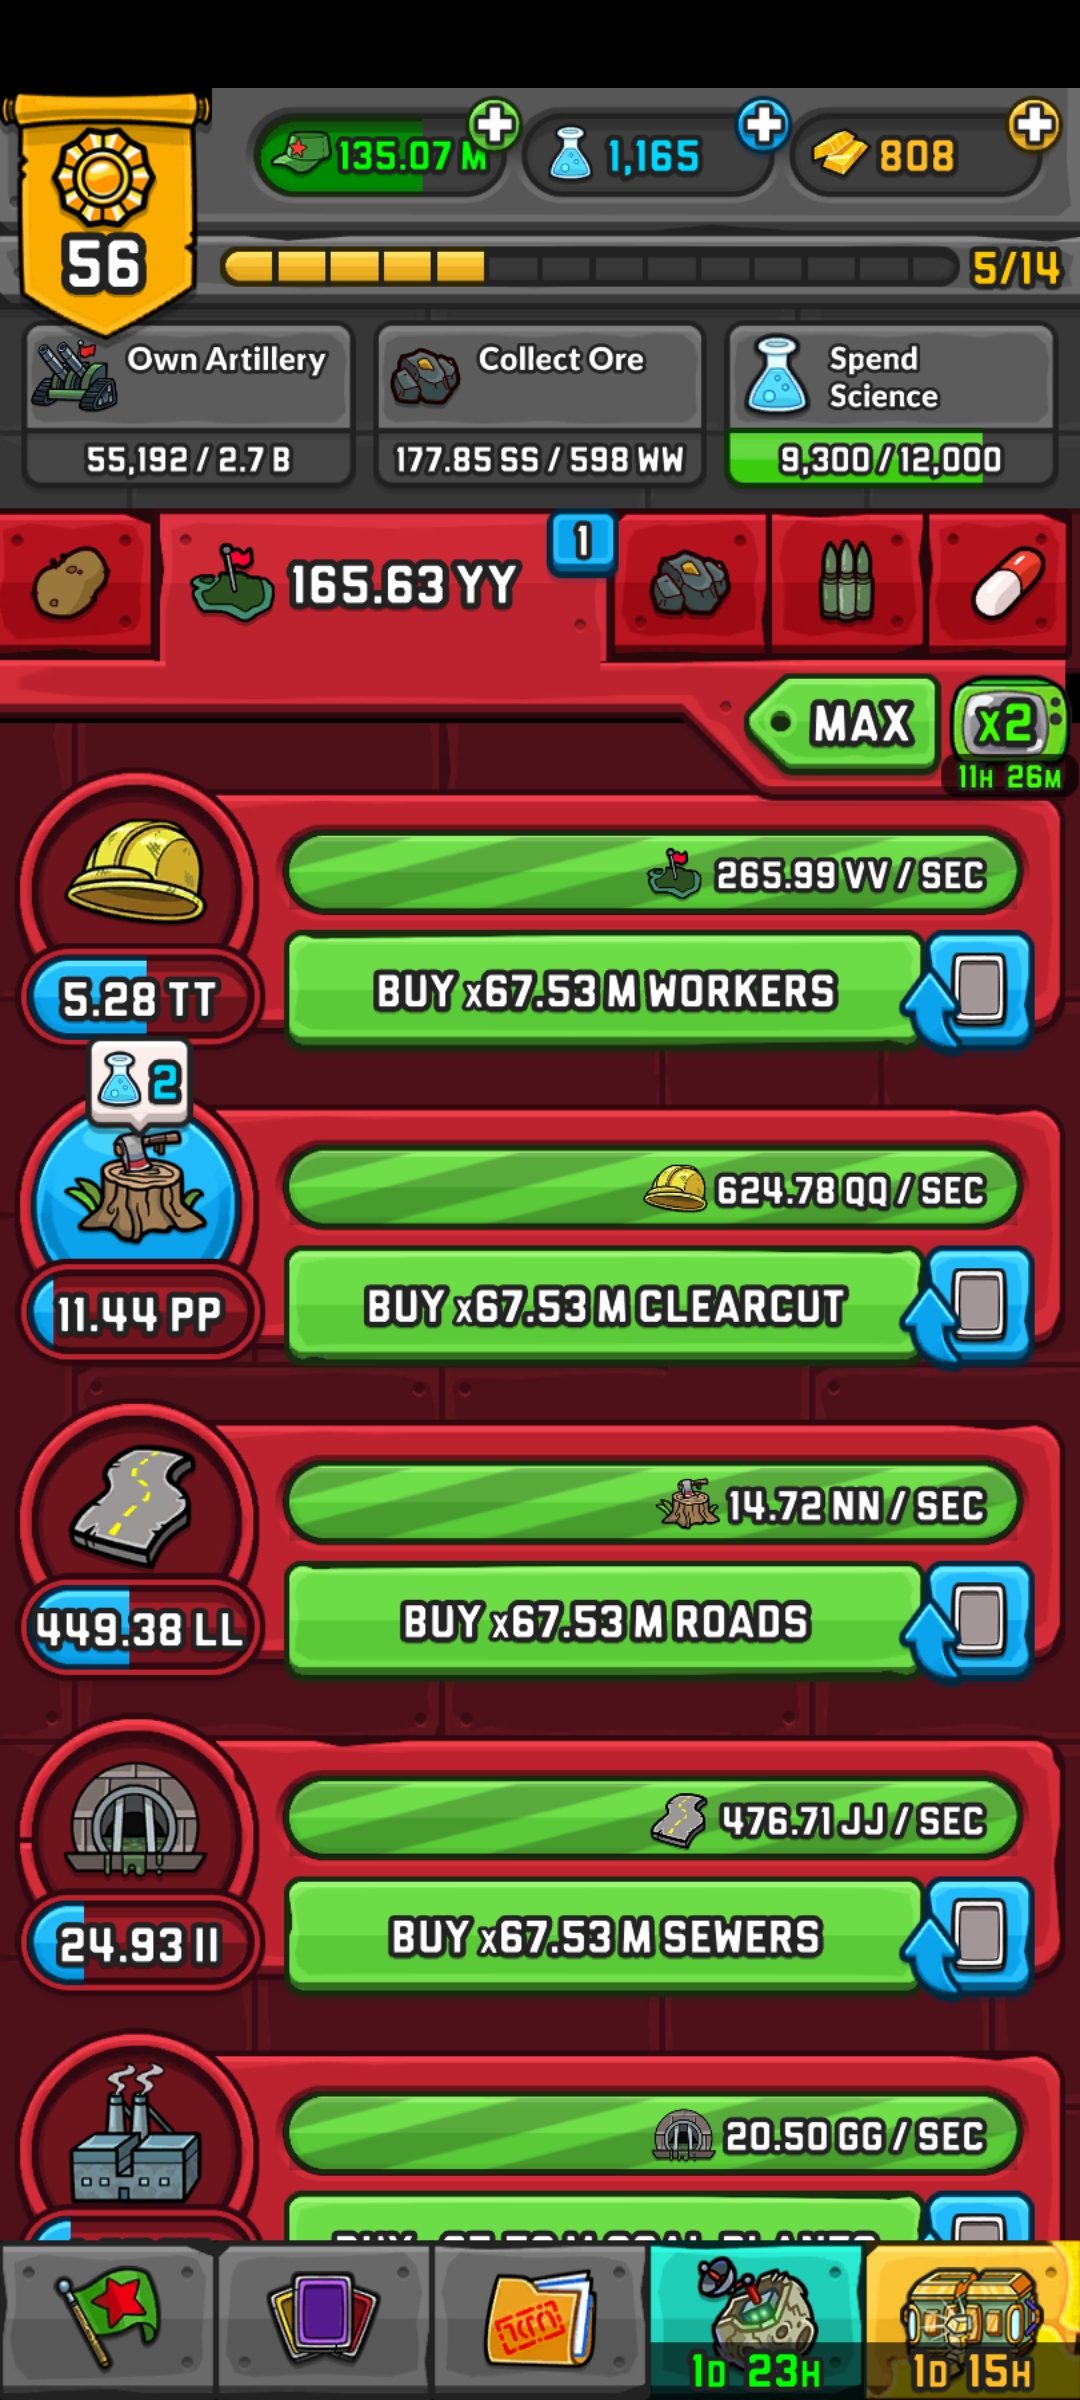 135.07 M
1,165
808
56
5/14
Own Artillery
55,192 / 2.7 B
Collect Ore
177.85 SS / 598 WW
Spend
Science
9,300 / 12,000
165.63 YY
1
MAX
x2
11H 26M
265.99 VV / SEC
5.28 TT
BUY x67.53 M WORKERS
2
624.78 QQ / SEC
11.44 PP
BUY x67.53 M CLEARCUT
14.72 NN / SEC
449.38 LL
BUY x67.53 M ROADS
476.71 JJ / SEC
24.93 II
BUY x67.53 M SEWERS
20.50 GG / SEC
1D 23H
1D 15H